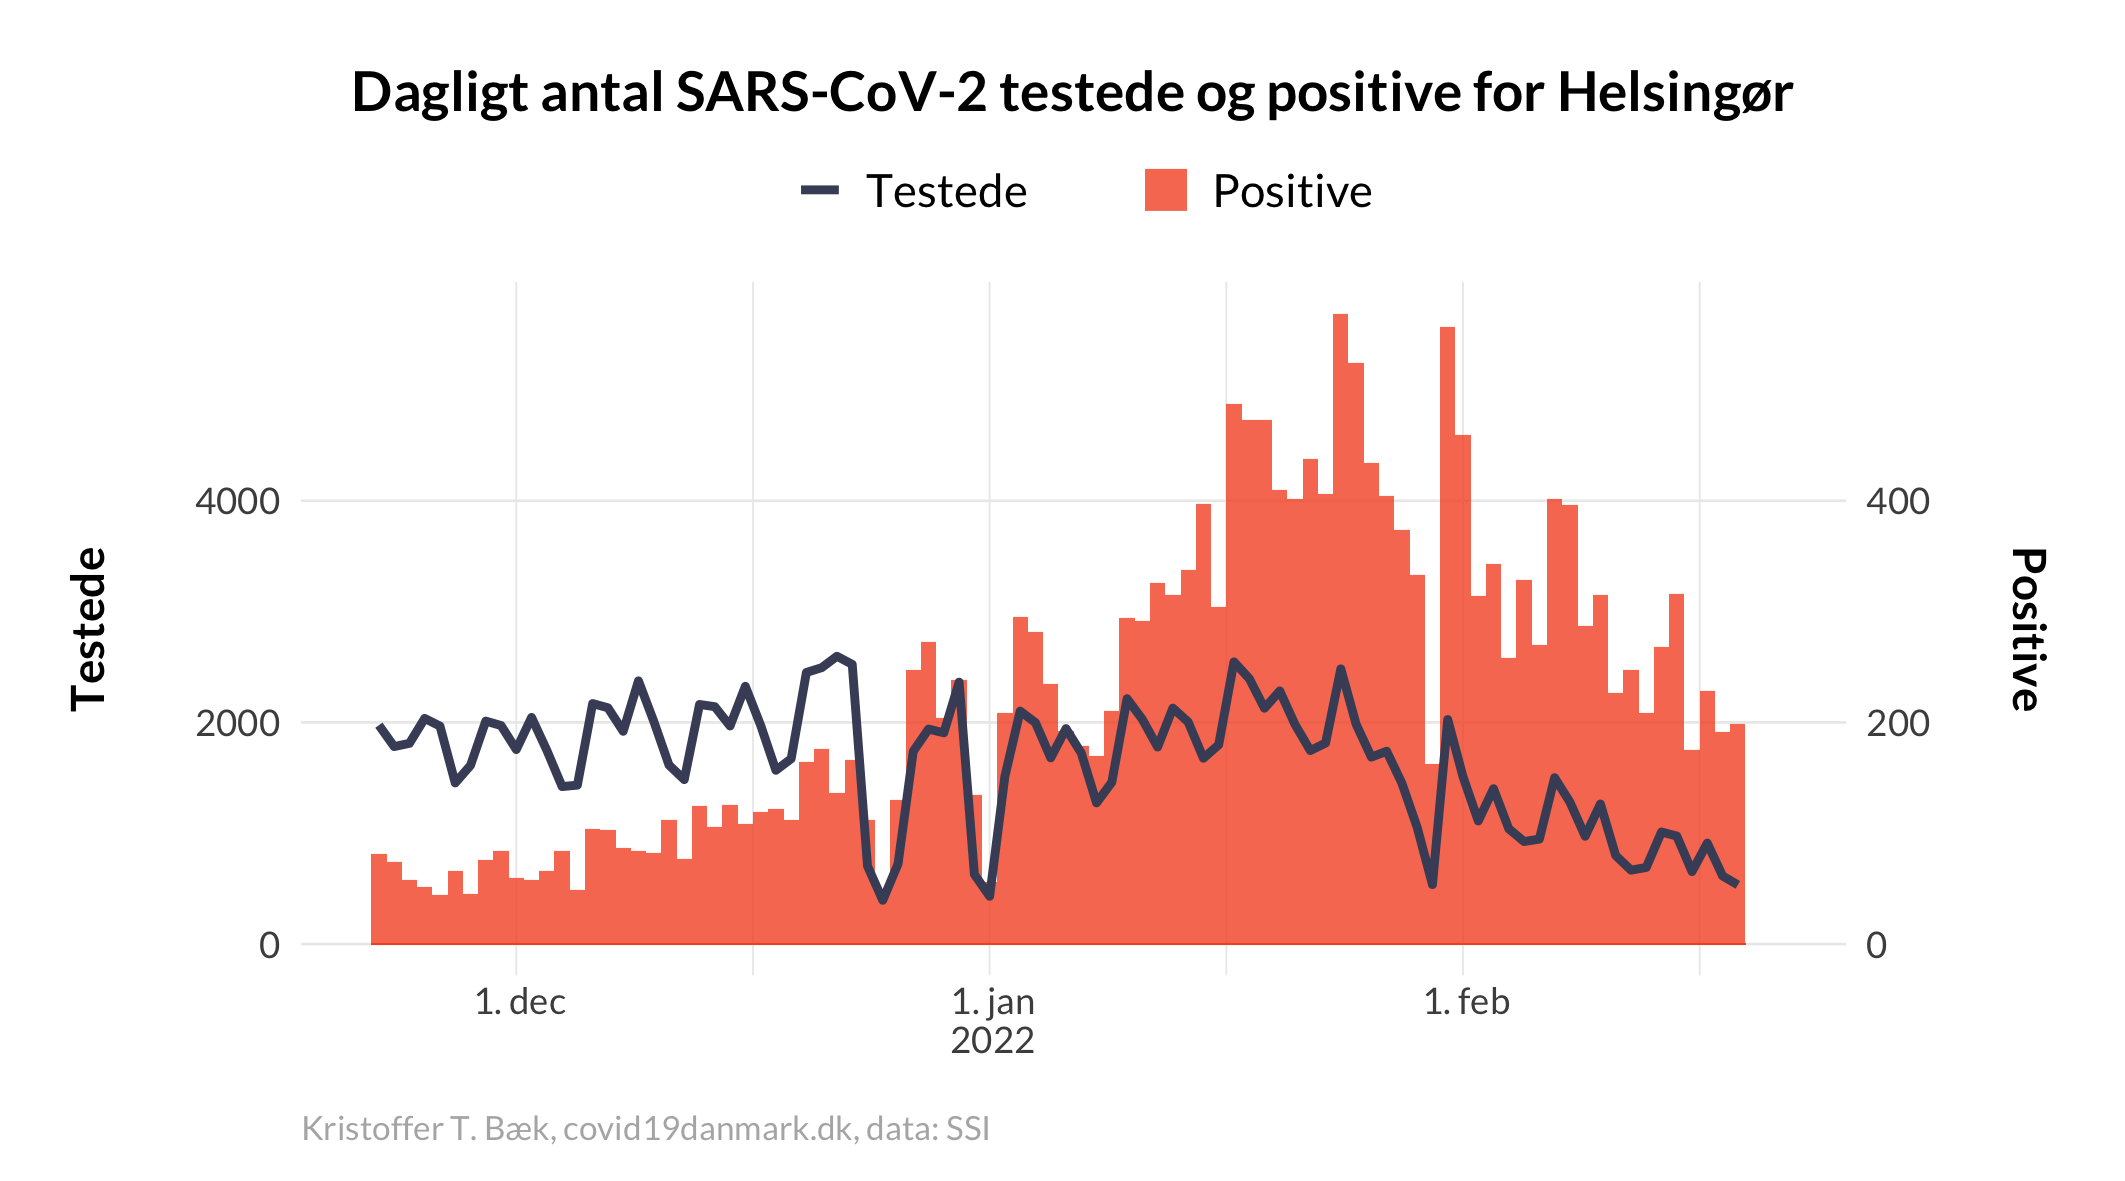 Dagligt antal SARS-CoV-2 testede og positive for Helsingør
Testede
Positive
Testede
4000
2000
0
400
200
0
Positive
1. dec
1. jan
2022
1. feb
Kristoffer T. Bæk, covid19danmark.dk, data: SSI